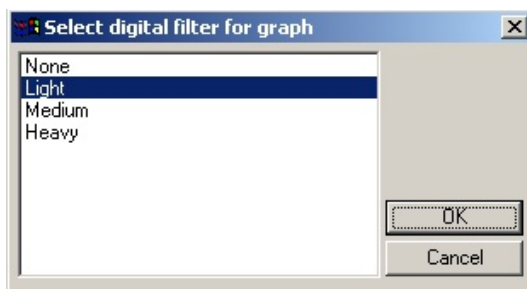 Select digital filter for graph
None
Light
Medium
Heavy
OK
Cancel